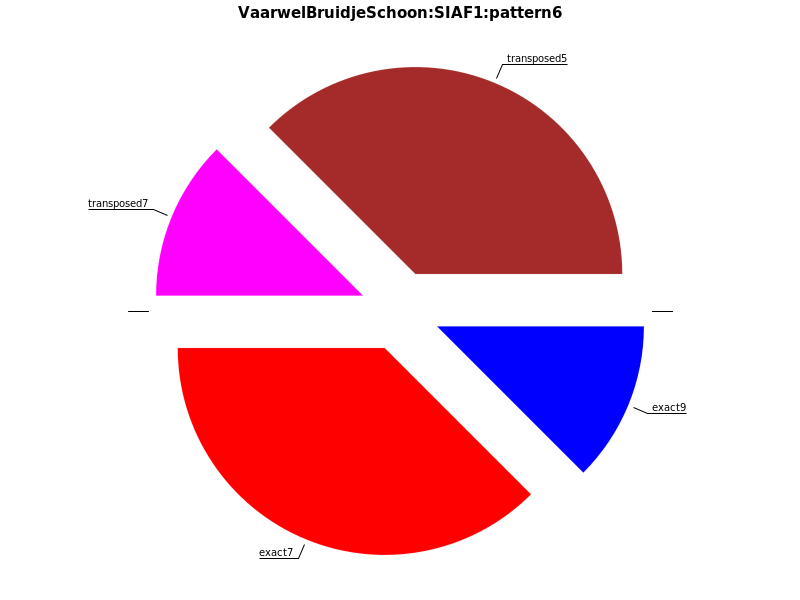 VaarwelBruidjeSchoon:SIAF1:pattern6
transposed5
transposed7
exact9
exact7